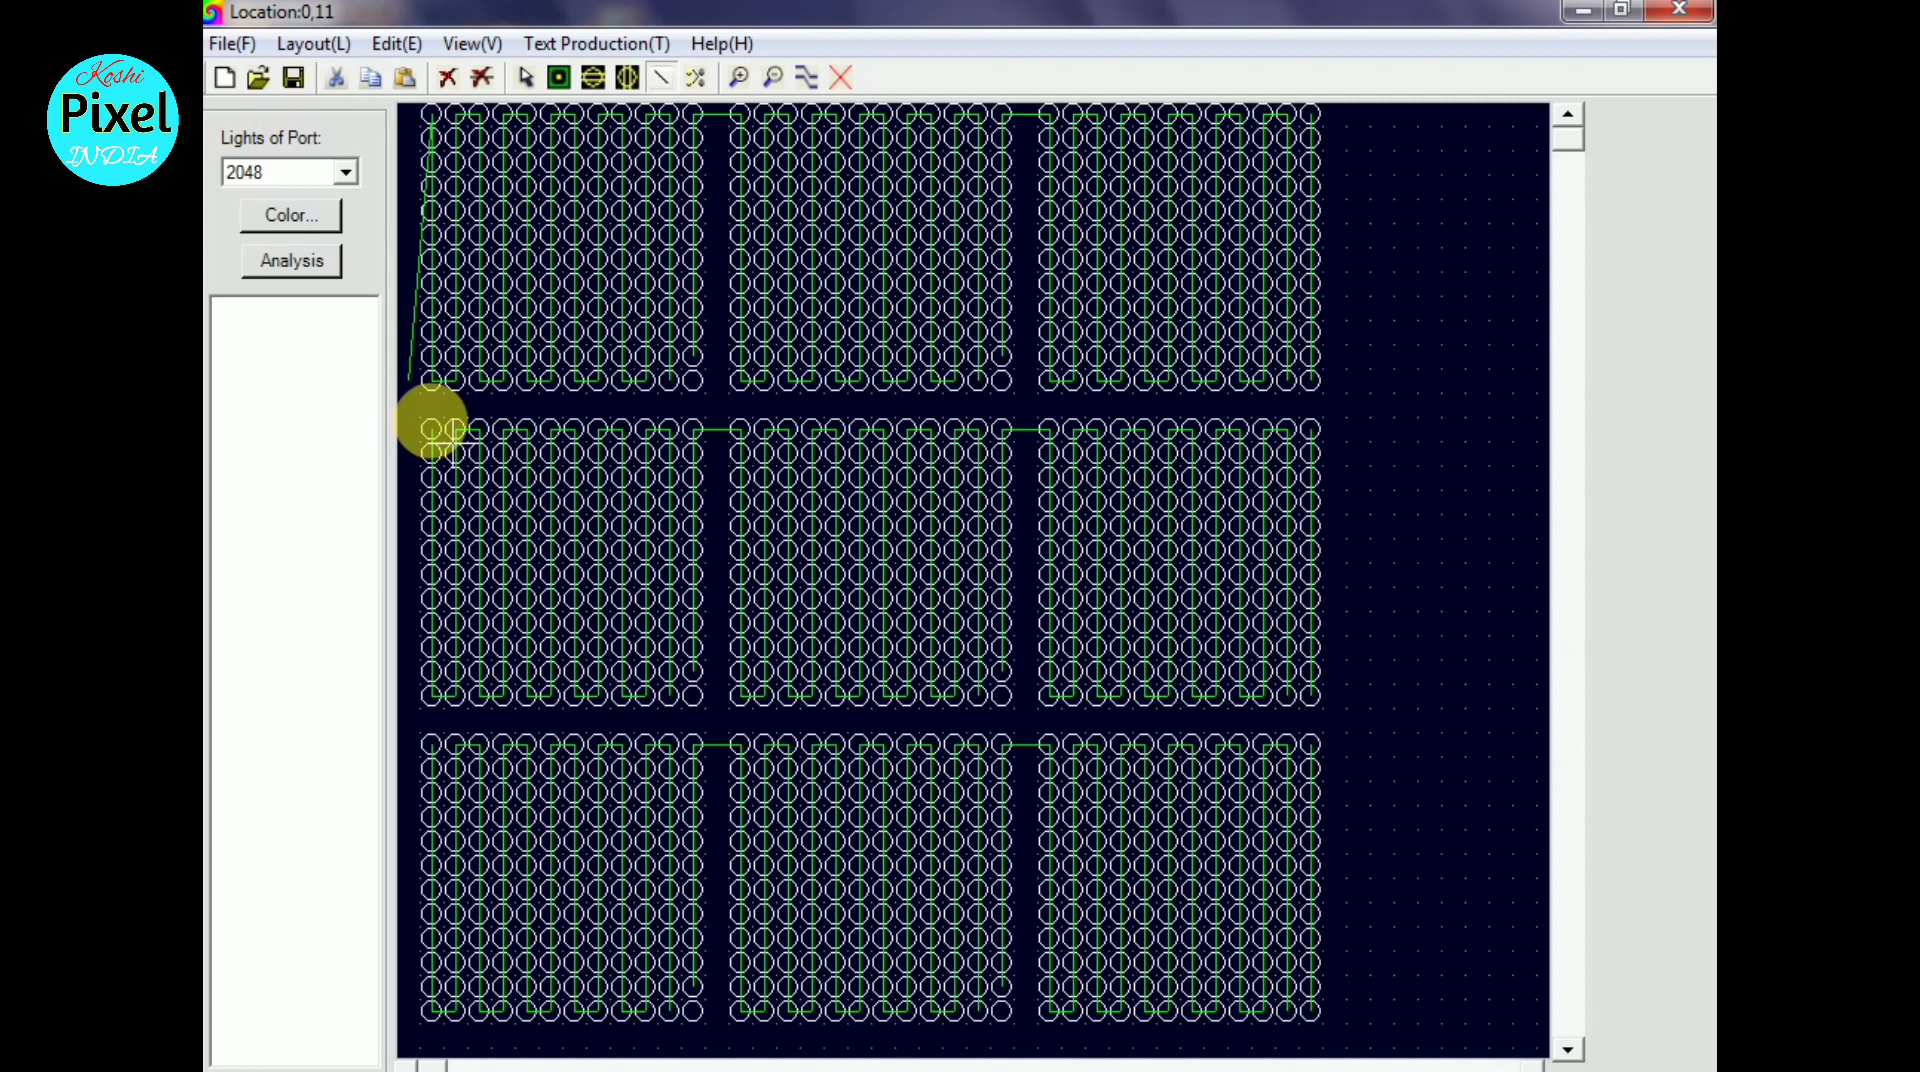 Location:0,11
File(F) Layout(L) Edit(E) View(V) Text Production(T) Help(H)
Koshi
Pixel
INDIA
Lights of Port:
2048
Color...
Analysis